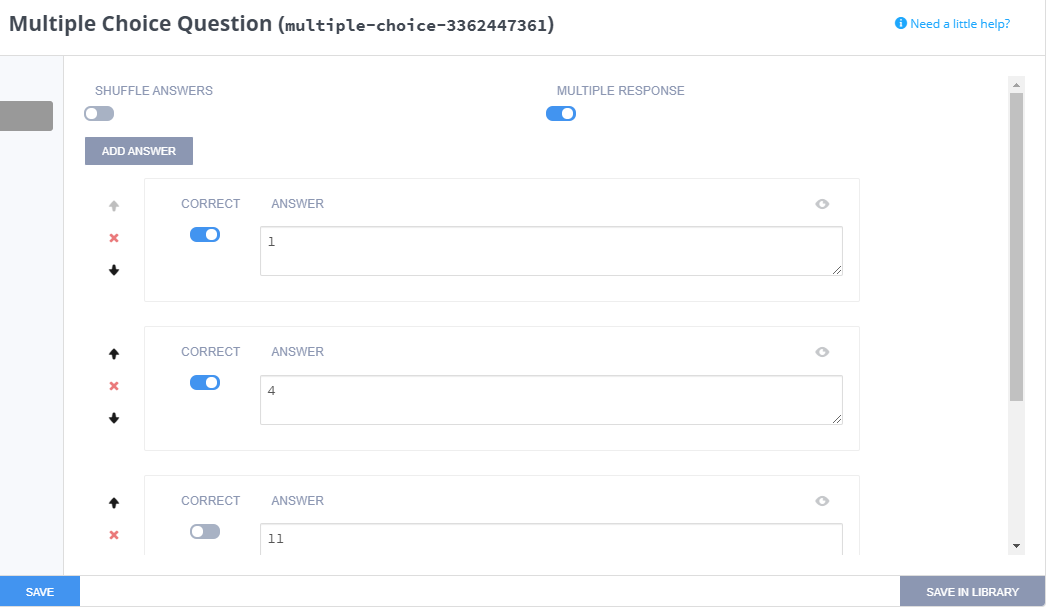 Multiple Choice Question (multiple-choice-3362447361)
Need a little help?
SHUFFLE ANSWERS
MULTIPLE RESPONSE
ADD ANSWER
CORRECT
ANSWER
1
CORRECT
ANSWER
4
CORRECT
ANSWER
11
SAVE
SAVE IN LIBRARY